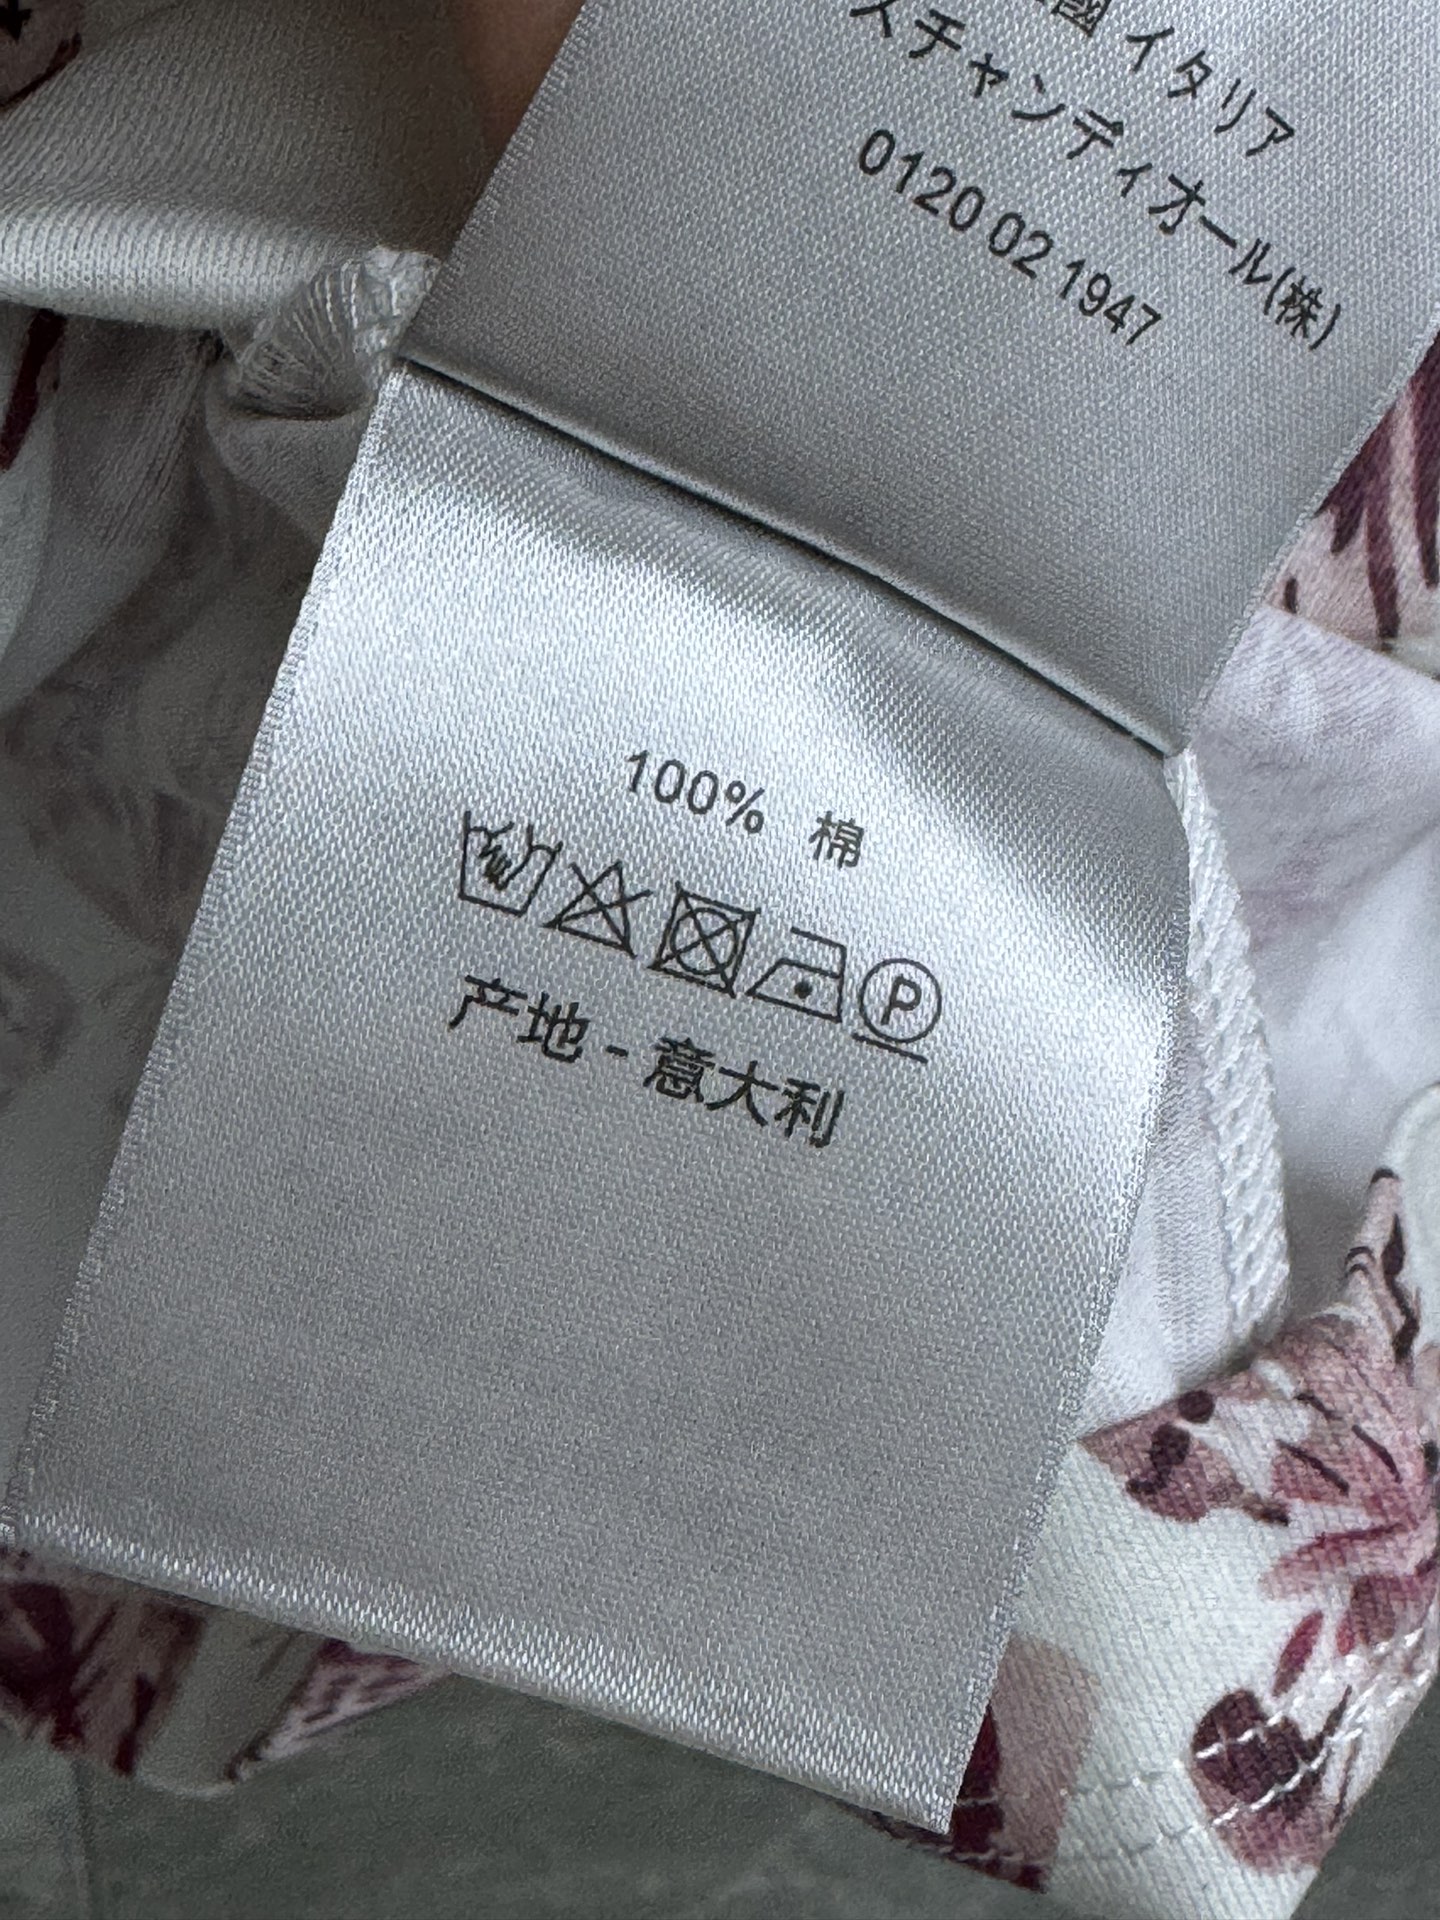 國 イタリア
スチャンディオール(株)
0120 02 1947
100% 棉
P
产地 - 意大利